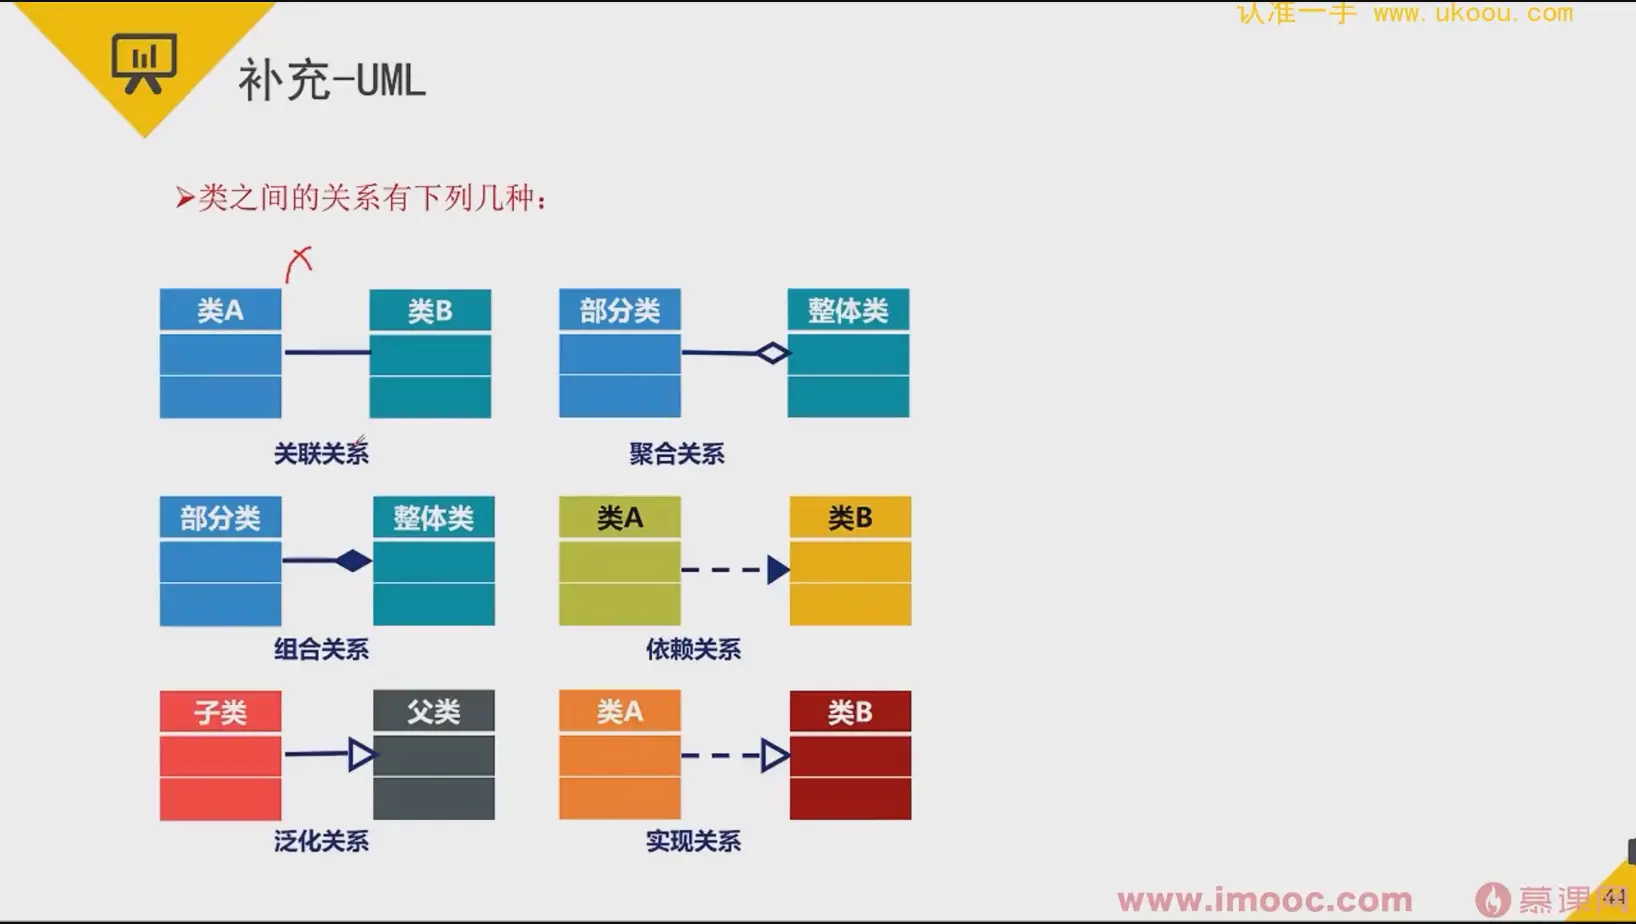 认准一手 www.ukoou.com
补充-UML
➢类之间的关系有下列几种：
类A 类B 部分类 整体类
关联关系 聚合关系
部分类 整体类 类A 类B
组合关系 依赖关系
子类 父类 类A 类B
泛化关系 实现关系
www.imooc.com 慕课网